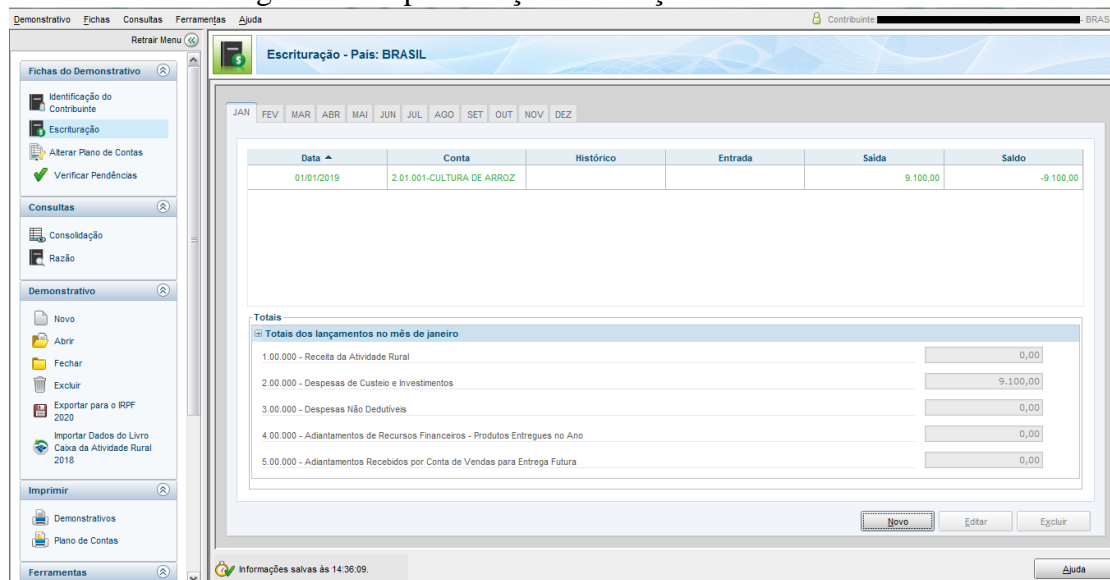 Demonstrativo Fichas Consultas Ferramentas Ajuda
Contribuinte: - BRAS
Retrair Menu
Fichas do Demonstrativo
Identificação do
Contribuinte
Escrituração
Alterar Plano de Contas
Verificar Pendências
Consultas
Consolidação
Razão
Demonstrativo
Novo
Abrir
Fechar
Excluir
Exportar para o IRPF
2020
Importar Dados do Livro
Caixa da Atividade Rural
2018
Imprimir
Demonstrativos
Plano de Contas
Ferramentas
Escrituração - País: BRASIL
JAN FEV MAR ABR MAI JUN JUL AGO SET OUT NOV DEZ
Data Conta Histórico Entrada Saída Saldo
01/01/2019 2.01.001-CULTURA DE ARROZ 9.100,00 -9.100,00
Totais
Totais dos lançamentos no mês de janeiro
1.00.000 - Receita da Atividade Rural 0,00
2.00.000 - Despesas de Custeio e Investimentos 9.100,00
3.00.000 - Despesas Não Dedutíveis 0,00
4.00.000 - Adiantamentos de Recursos Financeiros - Produtos Entregues no Ano 0,00
5.00.000 - Adiantamentos Recebidos por Conta de Vendas para Entrega Futura 0,00
Novo Editar Excluir
Informações salvas às 14:36:09.
Ajuda